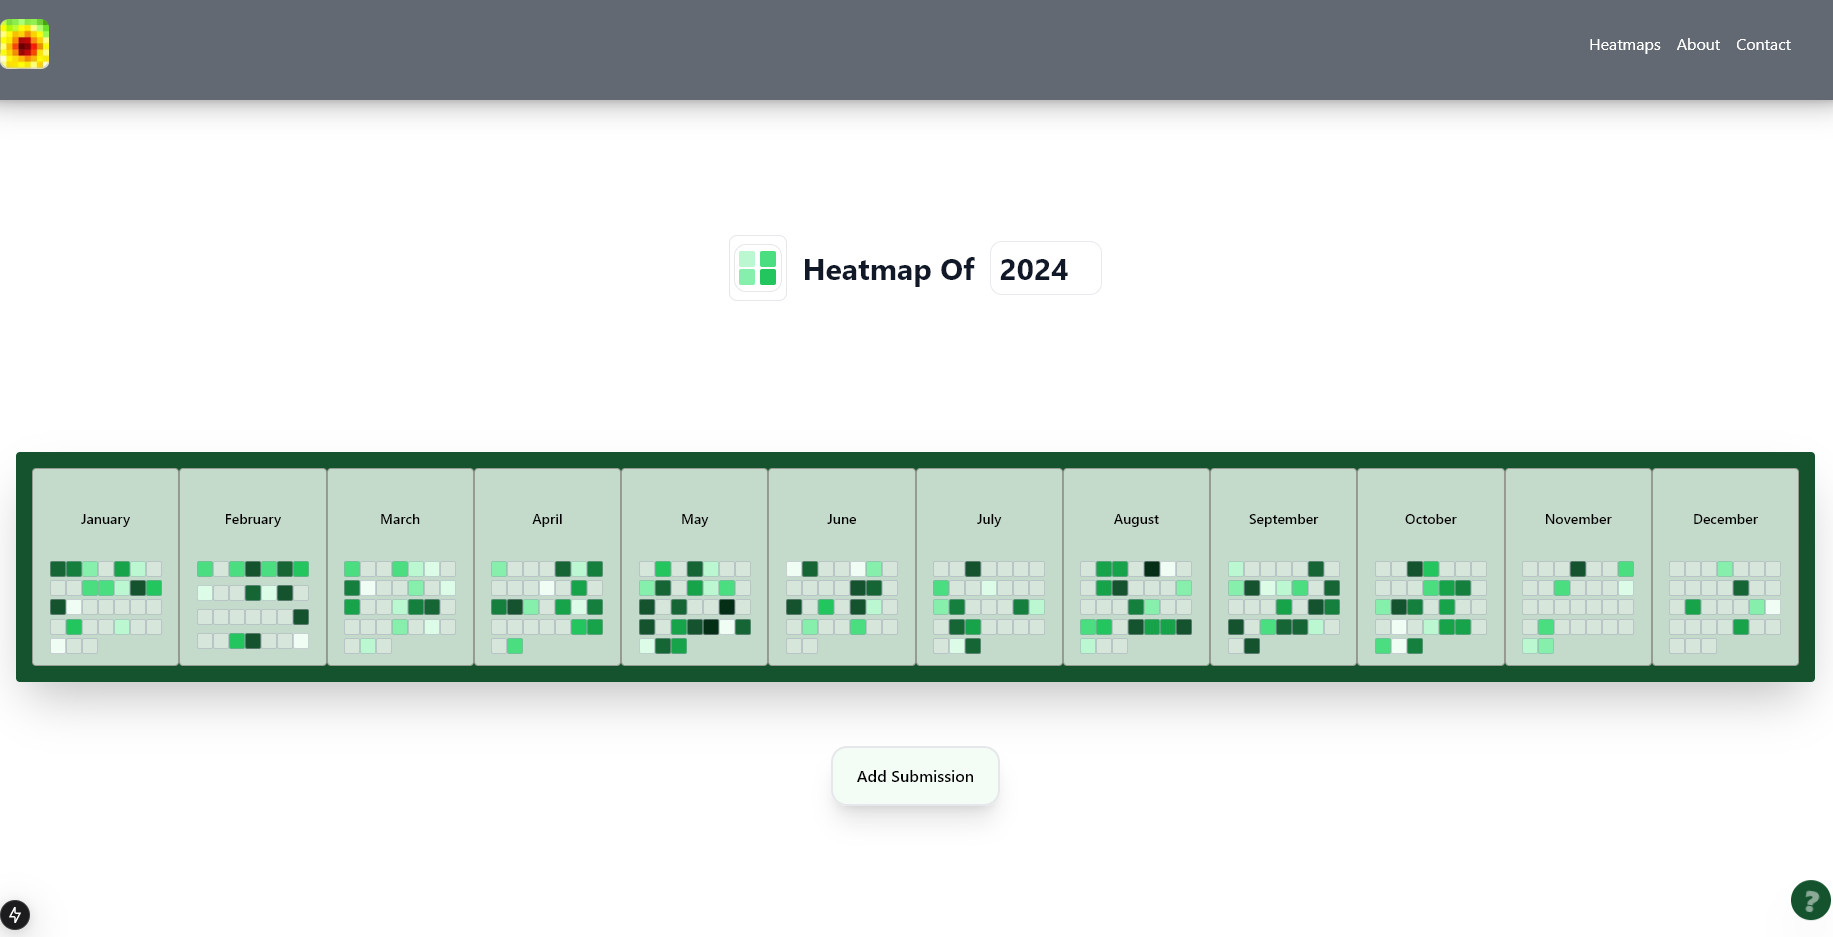 Heatmaps About Contact
Heatmap Of 2024
January February March April May June July August September October November December
Add Submission
?